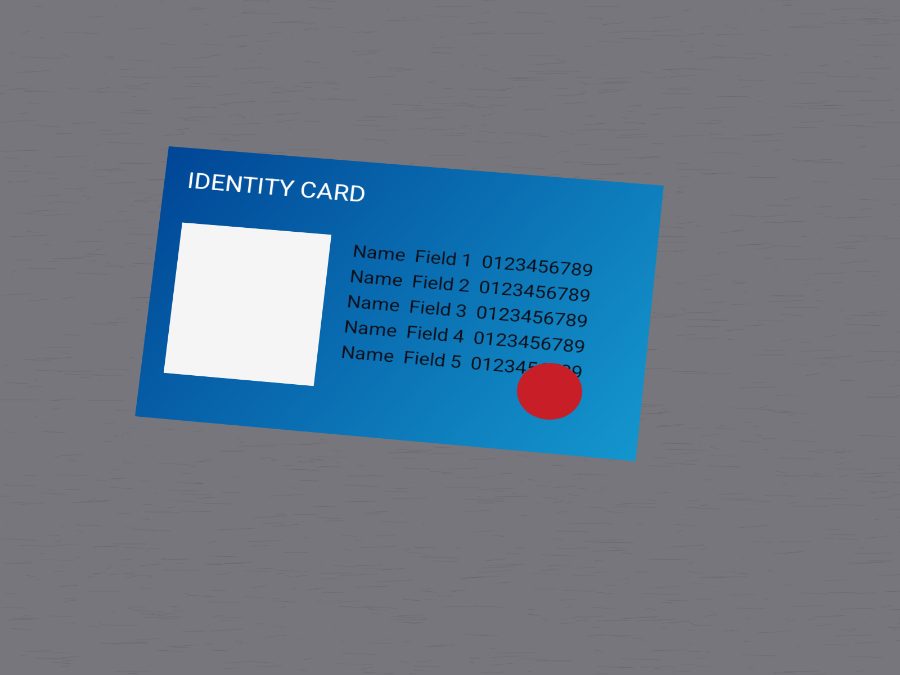 IDENTITY CARD
Name Field 1 0123456789
Name Field 2 0123456789
Name Field 3 0123456789
Name Field 4 0123456789
Name Field 5